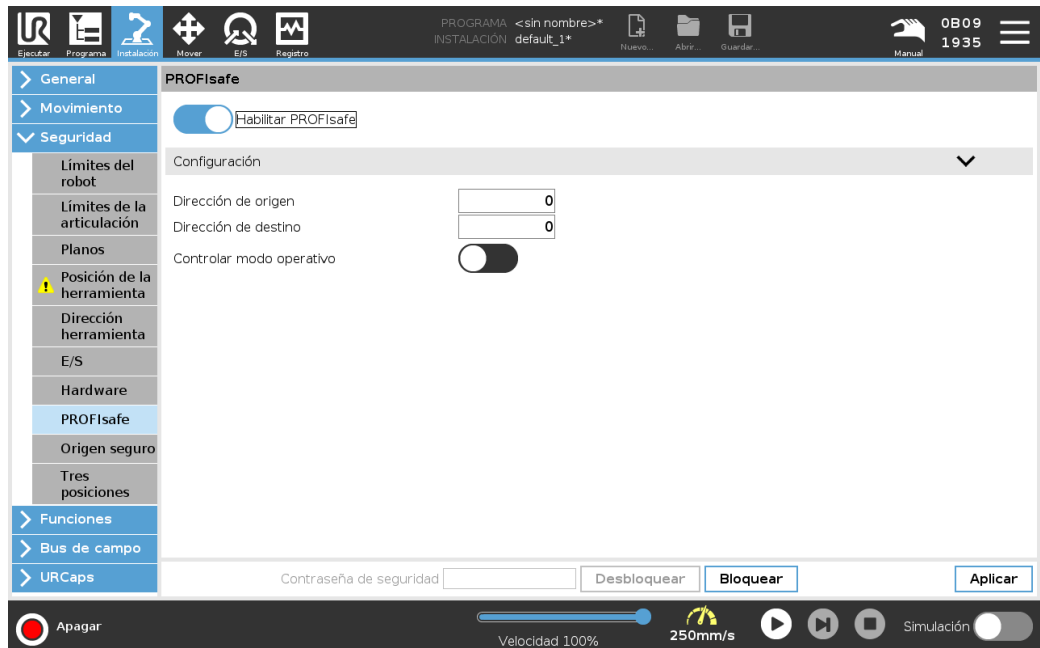 UR
Ejecutar
Programa
Instalación
Mover
E/S
Registro
PROGRAMA <sin nombre>*
INSTALACIÓN default_1*
Nuevo...
Abrir...
Guardar...
Manual
0B09
1935
General
Movimiento
Seguridad
Límites del
robot
Límites de la
articulación
Planos
Posición de la
herramienta
Dirección
herramienta
E/S
Hardware
PROFIsafe
Origen seguro
Tres
posiciones
Funciones
Bus de campo
URCaps
PROFIsafe
Habilitar PROFIsafe
Configuración
Dirección de origen 0
Dirección de destino 0
Controlar modo operativo
Contraseña de seguridad Desbloquear Bloquear Aplicar
Apagar
Velocidad 100%
250mm/s
Simulación